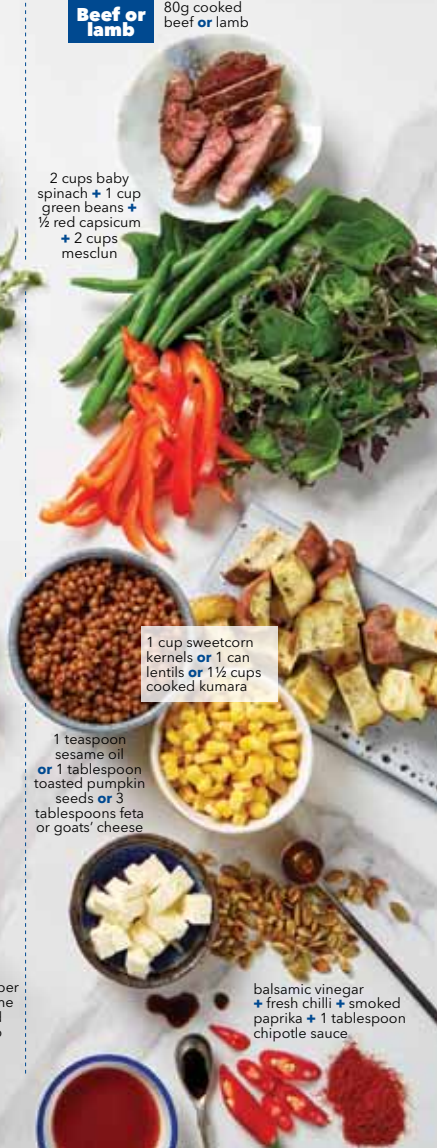 Beef or
lamb
80g cooked
beef or lamb
2 cups baby
spinach + 1 cup
green beans +
½ red capsicum
+ 2 cups
mesclun
1 cup sweetcorn
kernels or 1 can
lentils or 1½ cups
cooked kumara
1 teaspoon
sesame oil
or 1 tablespoon
toasted pumpkin
seeds or 3
tablespoons feta
or goats' cheese
balsamic vinegar
+ fresh chilli + smoked
paprika + 1 tablespoon
chipotle sauce